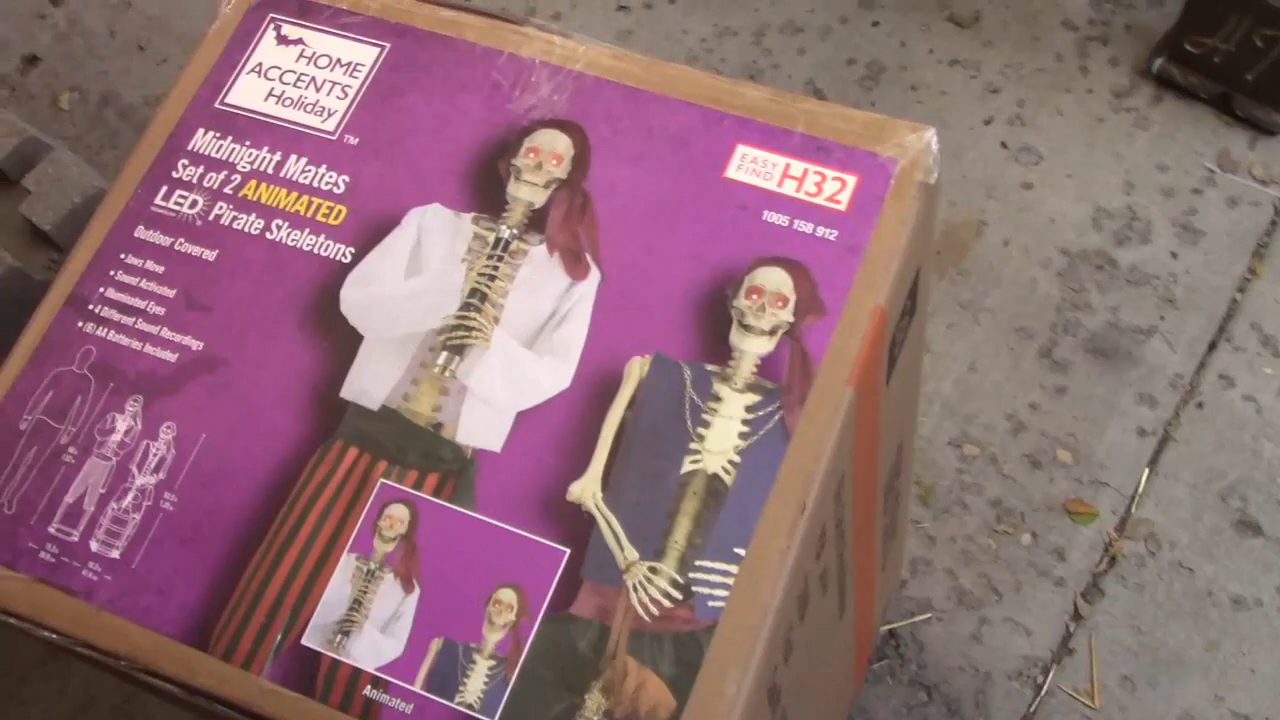 HOME
ACCENTS
Holiday
TM
Midnight Mates
Set of 2 ANIMATED
LED Pirate Skeletons
Outdoor Covered
• Jaws Move
• Sound Activated
• Illuminated Eyes
• 4 Different Sound Recordings
• (6) AA Batteries Included
EASY
FIND
H32
1005 158 912
Animated